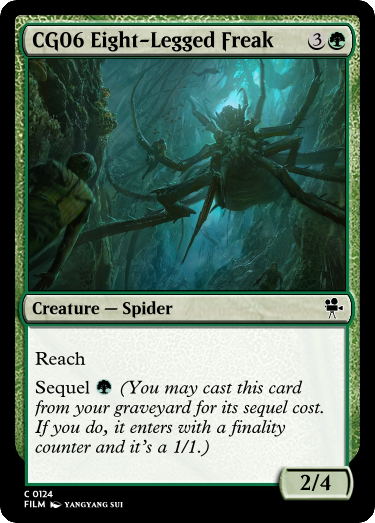 CG06 Eight-Legged Freak 3
Creature — Spider
Reach
Sequel (You may cast this card
from your graveyard for its sequel cost.
If you do, it enters with a finality
counter and it's a 1/1.)
2/4
C 0124
FILM YANGYANG SUI